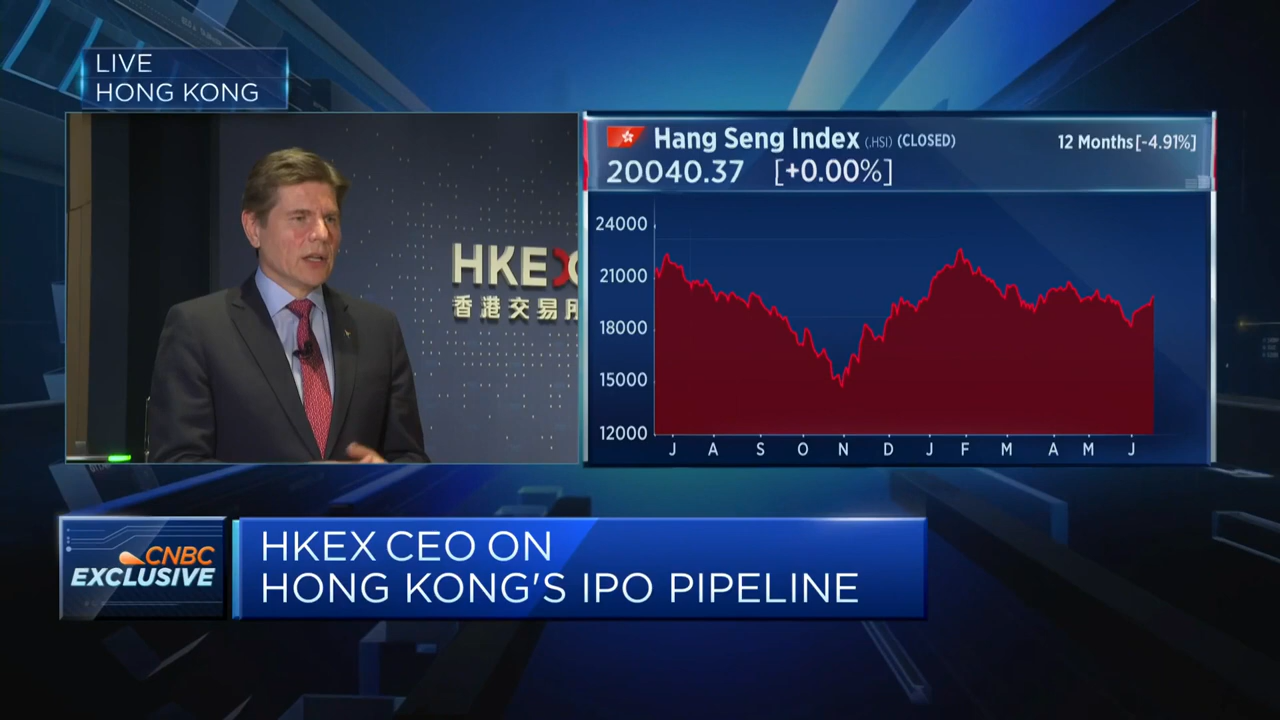 LIVE
HONG KONG
HKEX
香港交易所
Hang Seng Index (.HSI) (CLOSED)
12 Months [-4.91%]
20040.37 [+0.00%]
24000
21000
18000
15000
12000
J A S O N D J F M A M J
CNBC
EXCLUSIVE
HKEX CEO ON
HONG KONG'S IPO PIPELINE